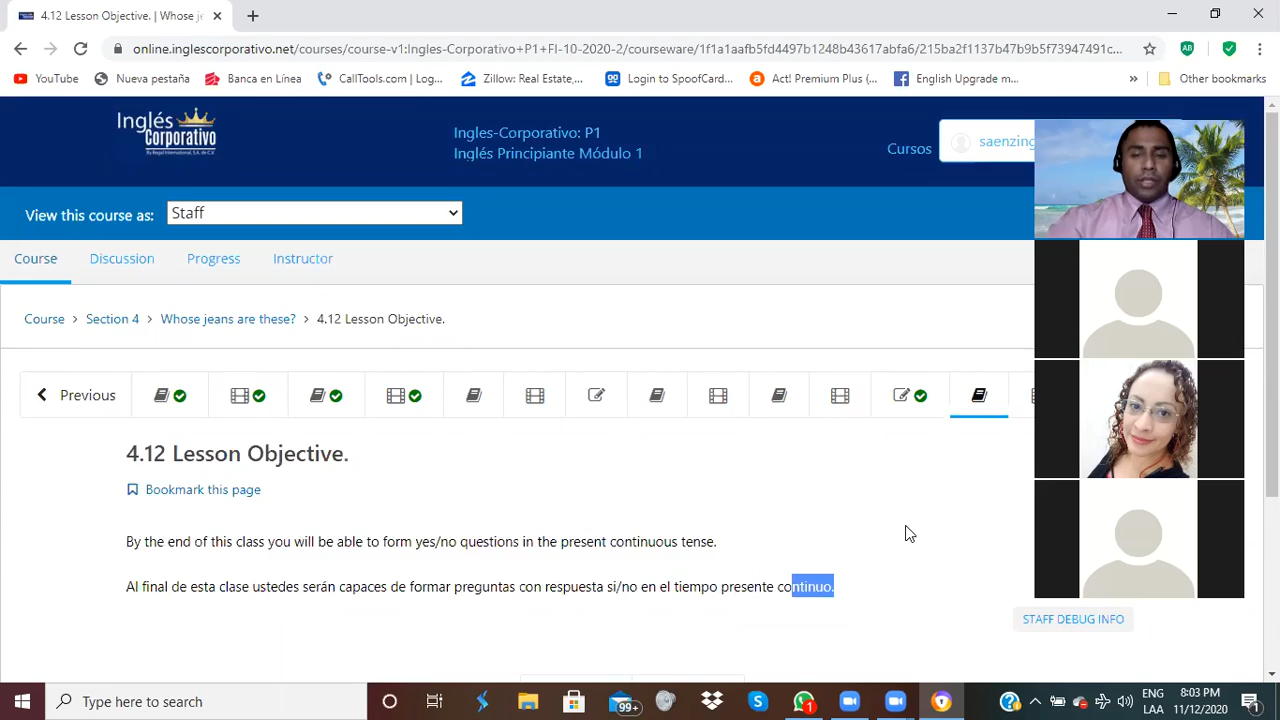 4.12 Lesson Objective. | Whose je
online.inglescorporativo.net/courses/course-v1:Ingles-Corporativo+P1+FI-10-2020-2/courseware/1f1a1aafb5fd4497b1248b43617abfa6/215ba2f1137b47b9b5f73947491c...
YouTube
Nueva pestaña
Banca en Línea
CallTools.com | Log...
Zillow: Real Estate,...
Login to SpoofCard...
Act! Premium Plus (...
English Upgrade m...
»
Other bookmarks
Inglés
Corporativo
By Regal International, S.A. de C.V.
Ingles-Corporativo: P1
Inglés Principiante Módulo 1
Cursos
saenzing
View this course as:
Staff
Course
Discussion
Progress
Instructor
Course > Section 4 > Whose jeans are these? > 4.12 Lesson Objective.
Previous
4.12 Lesson Objective.
Bookmark this page
By the end of this class you will be able to form yes/no questions in the present continuous tense.
Al final de esta clase ustedes serán capaces de formar preguntas con respuesta si/no en el tiempo presente continuo.
STAFF DEBUG INFO
Type here to search
99+
1
ENG
LAA
8:03 PM
11/12/2020
1